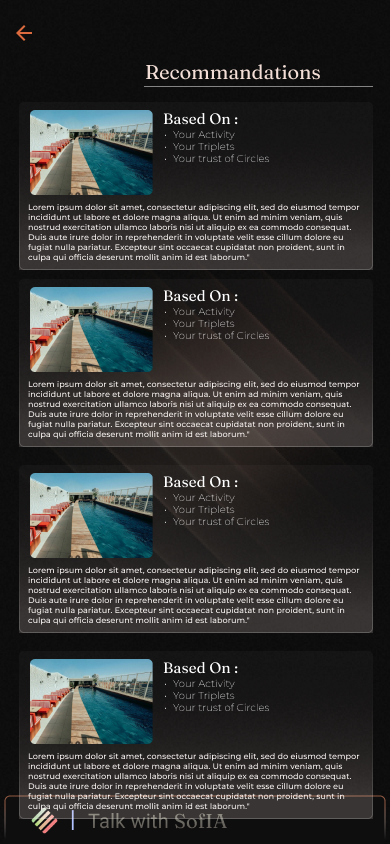 Recommandations
Based On :
· Your Activity
· Your Triplets
· Your trust of Circles
Lorem ipsum dolor sit amet, consectetur adipiscing elit, sed do eiusmod tempor
incididunt ut labore et dolore magna aliqua. Ut enim ad minim veniam, quis
nostrud exercitation ullamco laboris nisi ut aliquip ex ea commodo consequat.
Duis aute irure dolor in reprehenderit in voluptate velit esse cillum dolore eu
fugiat nulla pariatur. Excepteur sint occaecat cupidatat non proident, sunt in
culpa qui officia deserunt mollit anim id est laborum."
Based On :
· Your Activity
· Your Triplets
· Your trust of Circles
Lorem ipsum dolor sit amet, consectetur adipiscing elit, sed do eiusmod tempor
incididunt ut labore et dolore magna aliqua. Ut enim ad minim veniam, quis
nostrud exercitation ullamco laboris nisi ut aliquip ex ea commodo consequat.
Duis aute irure dolor in reprehenderit in voluptate velit esse cillum dolore eu
fugiat nulla pariatur. Excepteur sint occaecat cupidatat non proident, sunt in
culpa qui officia deserunt mollit anim id est laborum."
Based On :
· Your Activity
· Your Triplets
· Your trust of Circles
Lorem ipsum dolor sit amet, consectetur adipiscing elit, sed do eiusmod tempor
incididunt ut labore et dolore magna aliqua. Ut enim ad minim veniam, quis
nostrud exercitation ullamco laboris nisi ut aliquip ex ea commodo consequat.
Duis aute irure dolor in reprehenderit in voluptate velit esse cillum dolore eu
fugiat nulla pariatur. Excepteur sint occaecat cupidatat non proident, sunt in
culpa qui officia deserunt mollit anim id est laborum."
Based On :
· Your Activity
· Your Triplets
· Your trust of Circles
Lorem ipsum dolor sit amet, consectetur adipiscing elit, sed do eiusmod tempor
incididunt ut labore et dolore magna aliqua. Ut enim ad minim veniam, quis
nostrud exercitation ullamco laboris nisi ut aliquip ex ea commodo consequat.
Duis aute irure dolor in reprehenderit in voluptate velit esse cillum dolore eu
fugiat nulla pariatur. Excepteur sint occaecat cupidatat non proident, sunt in
culpa qui officia deserunt mollit anim id est laborum."
Talk with SofIA